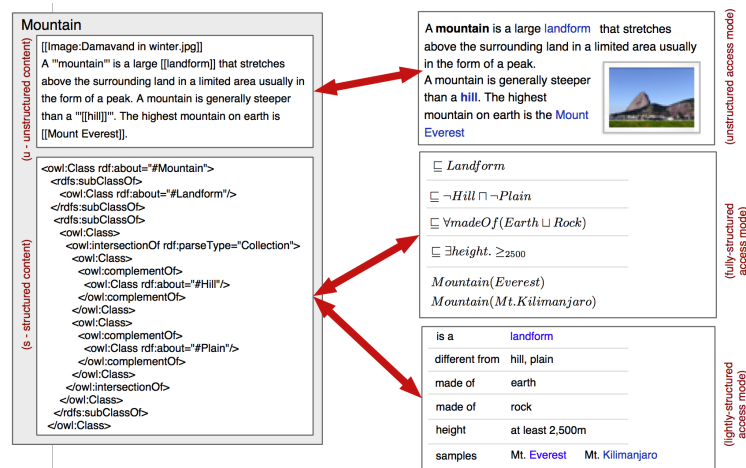 Mountain
(u - unstructured content)
[[Image:Damavand in winter.jpg]]
A '''mountain''' is a large [[landform]] that stretches
above the surrounding land in a limited area usually in
the form of a peak. A mountain is generally steeper
than a '''[[hill]]'''. The highest mountain on earth is
[[Mount Everest]].
(s - structured content)
<owl:Class rdf:about="#Mountain">
<rdfs:subClassOf>
<owl:Class rdf:about="#Landform"/>
</rdfs:subClassOf>
<rdfs:subClassOf>
<owl:Class>
<owl:intersectionOf rdf:parseType="Collection">
<owl:Class>
<owl:complementOf>
<owl:Class rdf:about="#Hill"/>
</owl:complementOf>
</owl:Class>
<owl:Class>
<owl:complementOf>
<owl:Class rdf:about="#Plain"/>
</owl:complementOf>
</owl:Class>
</owl:intersectionOf>
</owl:Class>
</rdfs:subClassOf>
</owl:Class>
A mountain is a large landform that stretches
above the surrounding land in a limited area usually
in the form of a peak.
A mountain is generally steeper
than a hill. The highest
mountain on earth is the Mount
Everest
(unstructured access mode)
⊑ Landform
⊑ ¬Hill ⊓ ¬Plain
⊑ ∀madeOf(Earth ⊔ Rock)
⊑ ∃height. ≥2500
Mountain(Everest)
Mountain(Mt.Kilimanjaro)
(fully-structured
access mode)
is a landform
different from hill, plain
made of earth
made of rock
height at least 2,500m
samples Mt. Everest Mt. Kilimanjaro
(lightly-structured
access mode)